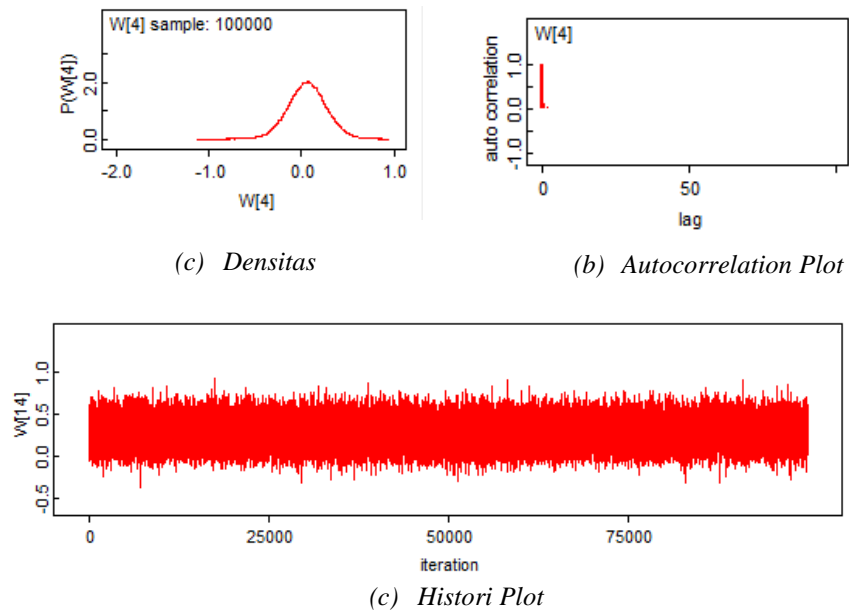 W[4] sample: 100000
P(W[4])
2.0
0.0
-2.0 -1.0 0.0 1.0
W[4]
(c) Densitas
W[4]
auto correlation
1.0
0.0
-1.0
0 50
lag
(b) Autocorrelation Plot
W[14]
1.0
0.5
0.0
-0.5
0 25000 50000 75000
iteration
(c) Histori Plot